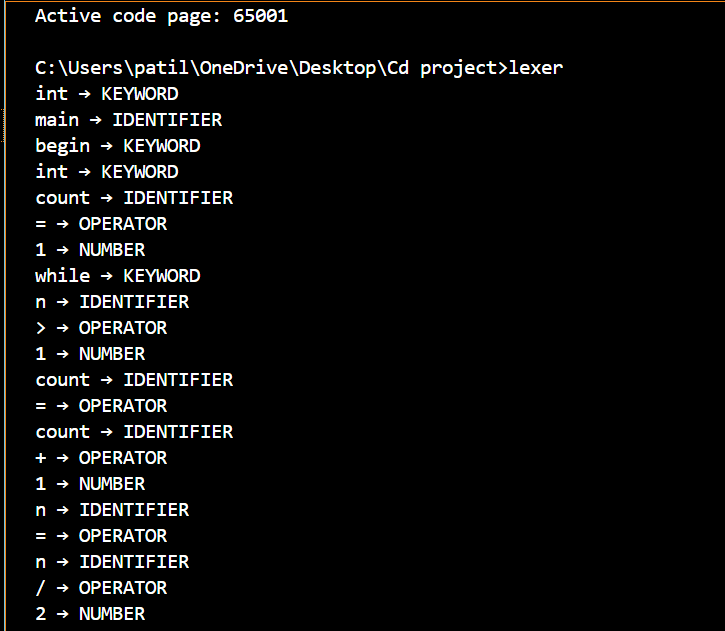 Active code page: 65001
C:\Users\patil\OneDrive\Desktop\Cd project>lexer
int → KEYWORD
main → IDENTIFIER
begin → KEYWORD
int → KEYWORD
count → IDENTIFIER
= → OPERATOR
1 → NUMBER
while → KEYWORD
n → IDENTIFIER
> → OPERATOR
1 → NUMBER
count → IDENTIFIER
= → OPERATOR
count → IDENTIFIER
+ → OPERATOR
1 → NUMBER
n → IDENTIFIER
= → OPERATOR
n → IDENTIFIER
/ → OPERATOR
2 → NUMBER